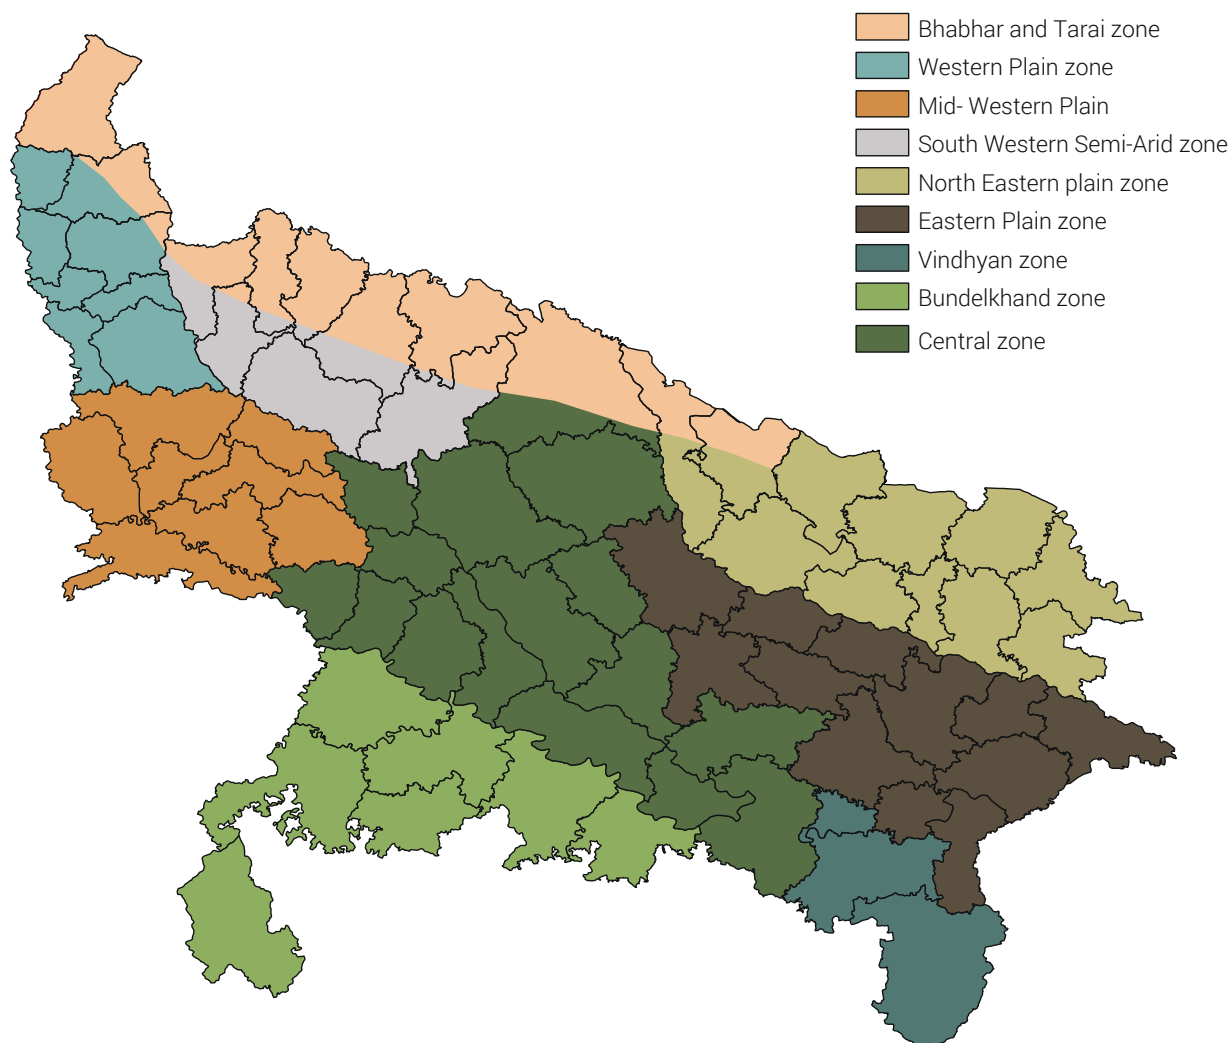 Bhabhar and Tarai zone
Western Plain zone
Mid- Western Plain
South Western Semi-Arid zone
North Eastern plain zone
Eastern Plain zone
Vindhyan zone
Bundelkhand zone
Central zone